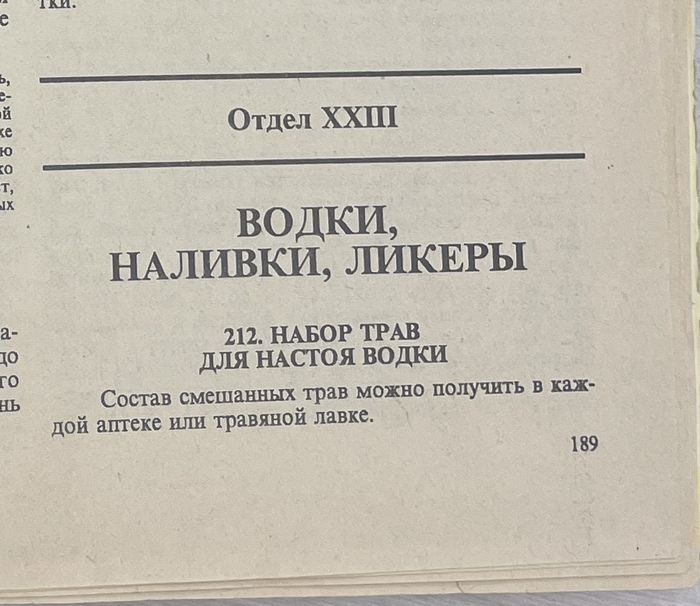 тки.
Отдел XXIII
ВОДКИ,
НАЛИВКИ, ЛИКЕРЫ
212. НАБОР ТРАВ
ДЛЯ НАСТОЯ ВОДКИ
Состав смешанных трав можно получить в каж-
дой аптеке или травяной лавке.
189